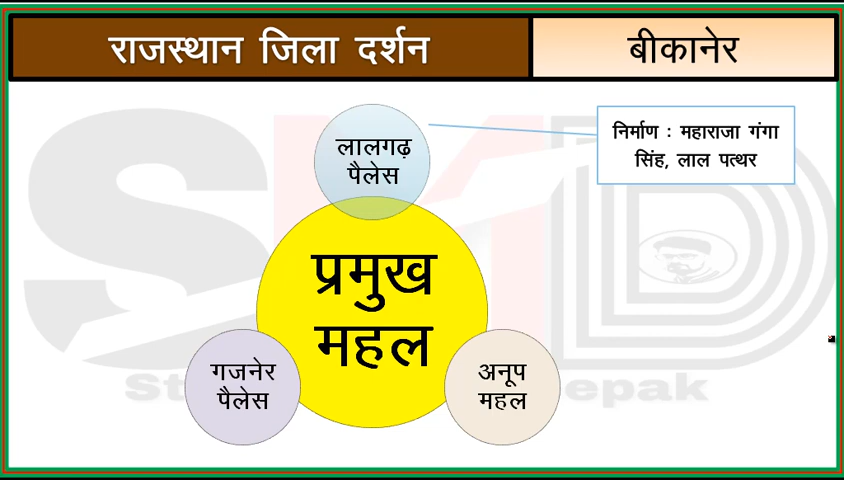 राजस्थान जिला दर्शन
बीकानेर
लालगढ़
पैलेस
निर्माण : महाराजा गंगा
सिंह, लाल पत्थर
प्रमुख
महल
गजनेर
पैलेस
अनूप
महल